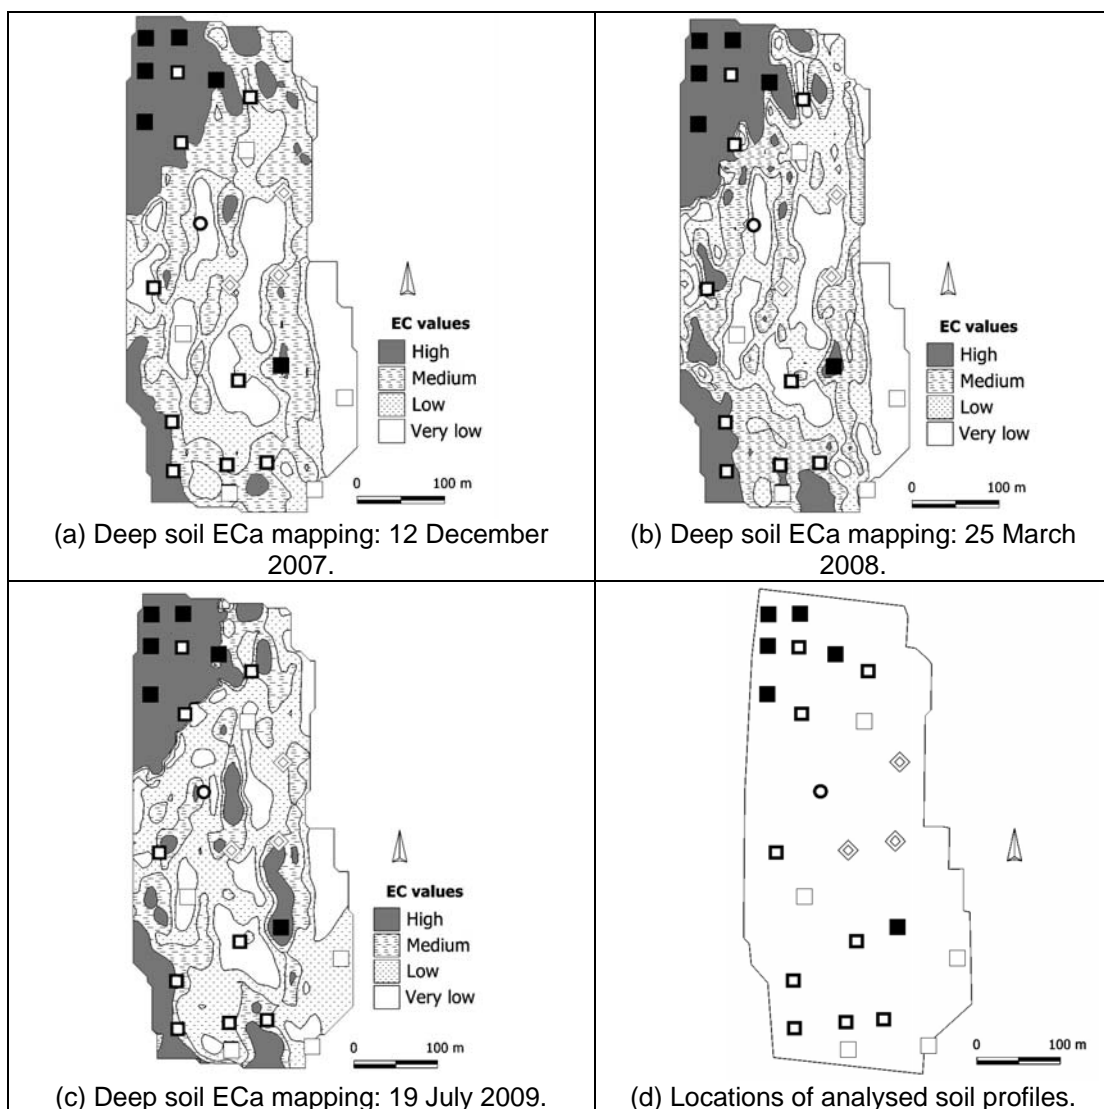 EC values
High
Medium
Low
Very low
0 100 m
(a) Deep soil ECa mapping: 12 December
2007.
EC values
High
Medium
Low
Very low
0 100 m
(b) Deep soil ECa mapping: 25 March
2008.
EC values
High
Medium
Low
Very low
0 100 m
(c) Deep soil ECa mapping: 19 July 2009.
0 100 m
(d) Locations of analysed soil profiles.